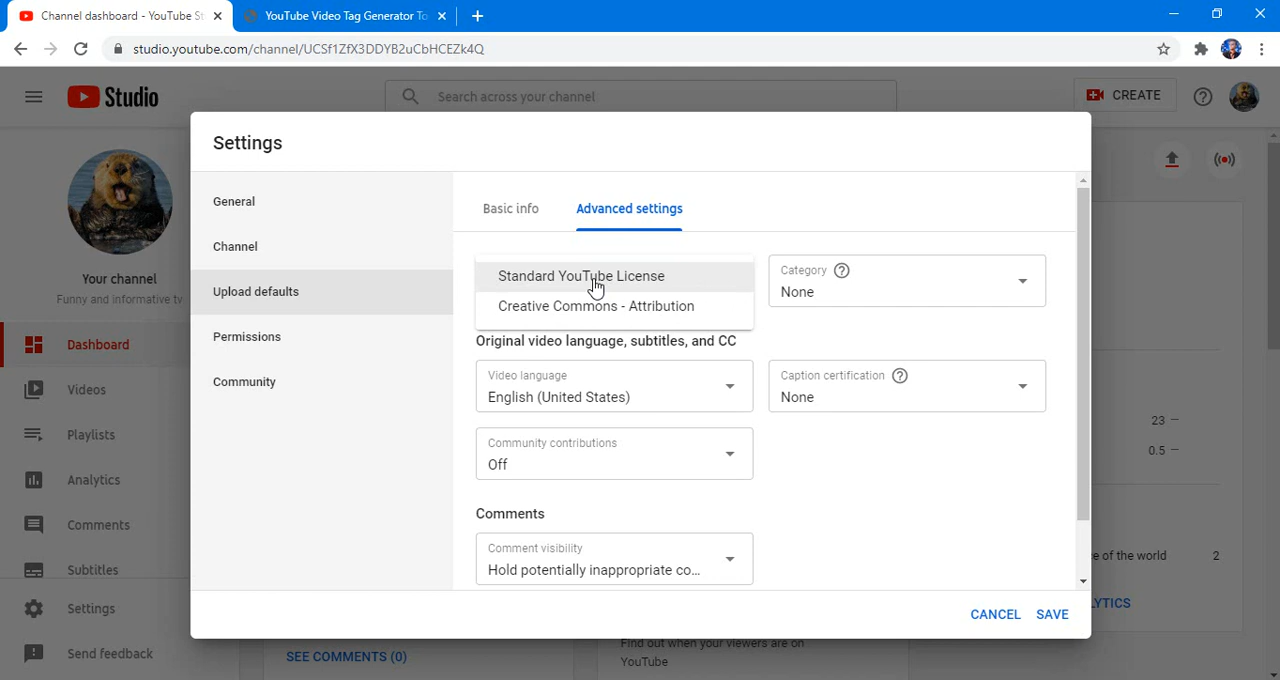 Channel dashboard - YouTube St
YouTube Video Tag Generator To
studio.youtube.com/channel/UCSf1ZfX3DDYB2uCbHCEZk4Q
Studio
Search across your channel
CREATE
Settings
General
Channel
Upload defaults
Permissions
Community
Basic info
Advanced settings
Standard YouTube License
Creative Commons - Attribution
Category
None
Original video language, subtitles, and CC
Video language
English (United States)
Caption certification
None
Community contributions
Off
Comments
Comment visibility
Hold potentially inappropriate co...
CANCEL
SAVE
Your channel
Funny and informative tv
Dashboard
Videos
Playlists
Analytics
Comments
Subtitles
Settings
Send feedback
23 —
0.5 —
ce of the world 2
LYTICS
SEE COMMENTS (0)
Find out when your viewers are on
YouTube